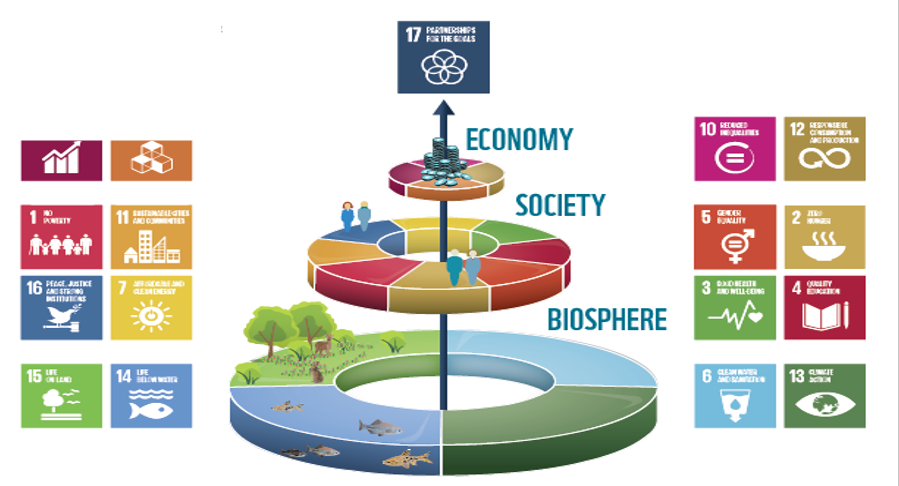 17 PARTNERSHIPS
FOR THE GOALS
ECONOMY
SOCIETY
BIOSPHERE
1 NO
POVERTY
11 SUSTAINABLE CITIES
AND COMMUNITIES
16 PEACE, JUSTICE
AND STRONG
INSTITUTIONS
7 AFFORDABLE AND
CLEAN ENERGY
15 LIFE
ON LAND
14 LIFE
BELOW WATER
10 REDUCED
INEQUALITIES
12 RESPONSIBLE
CONSUMPTION
AND PRODUCTION
5 GENDER
EQUALITY
2 ZERO
HUNGER
3 GOOD HEALTH
AND WELL-BEING
4 QUALITY
EDUCATION
6 CLEAN WATER
AND SANITATION
13 CLIMATE
ACTION